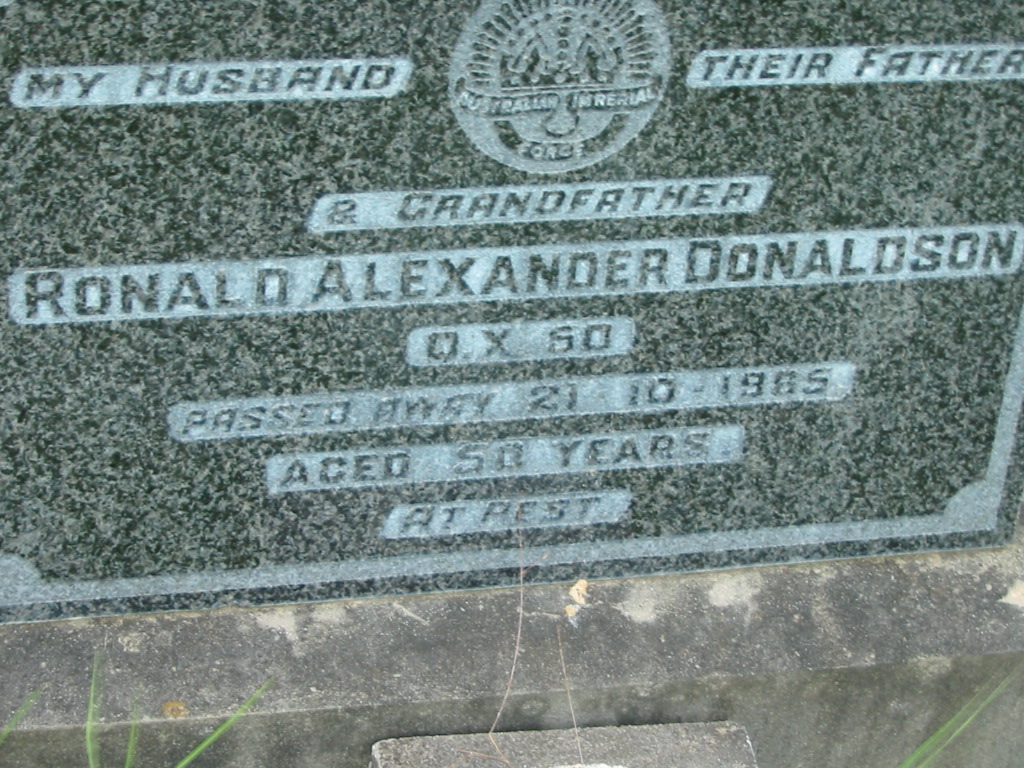 MY HUSBAND
THEIR FATHER
AUSTRALIAN IMPERIAL
FORCE
& GRANDFATHER
RONALD ALEXANDER DONALDSON
Q.X 60
PASSED AWAY 21-10-1965
AGED 50 YEARS
AT REST